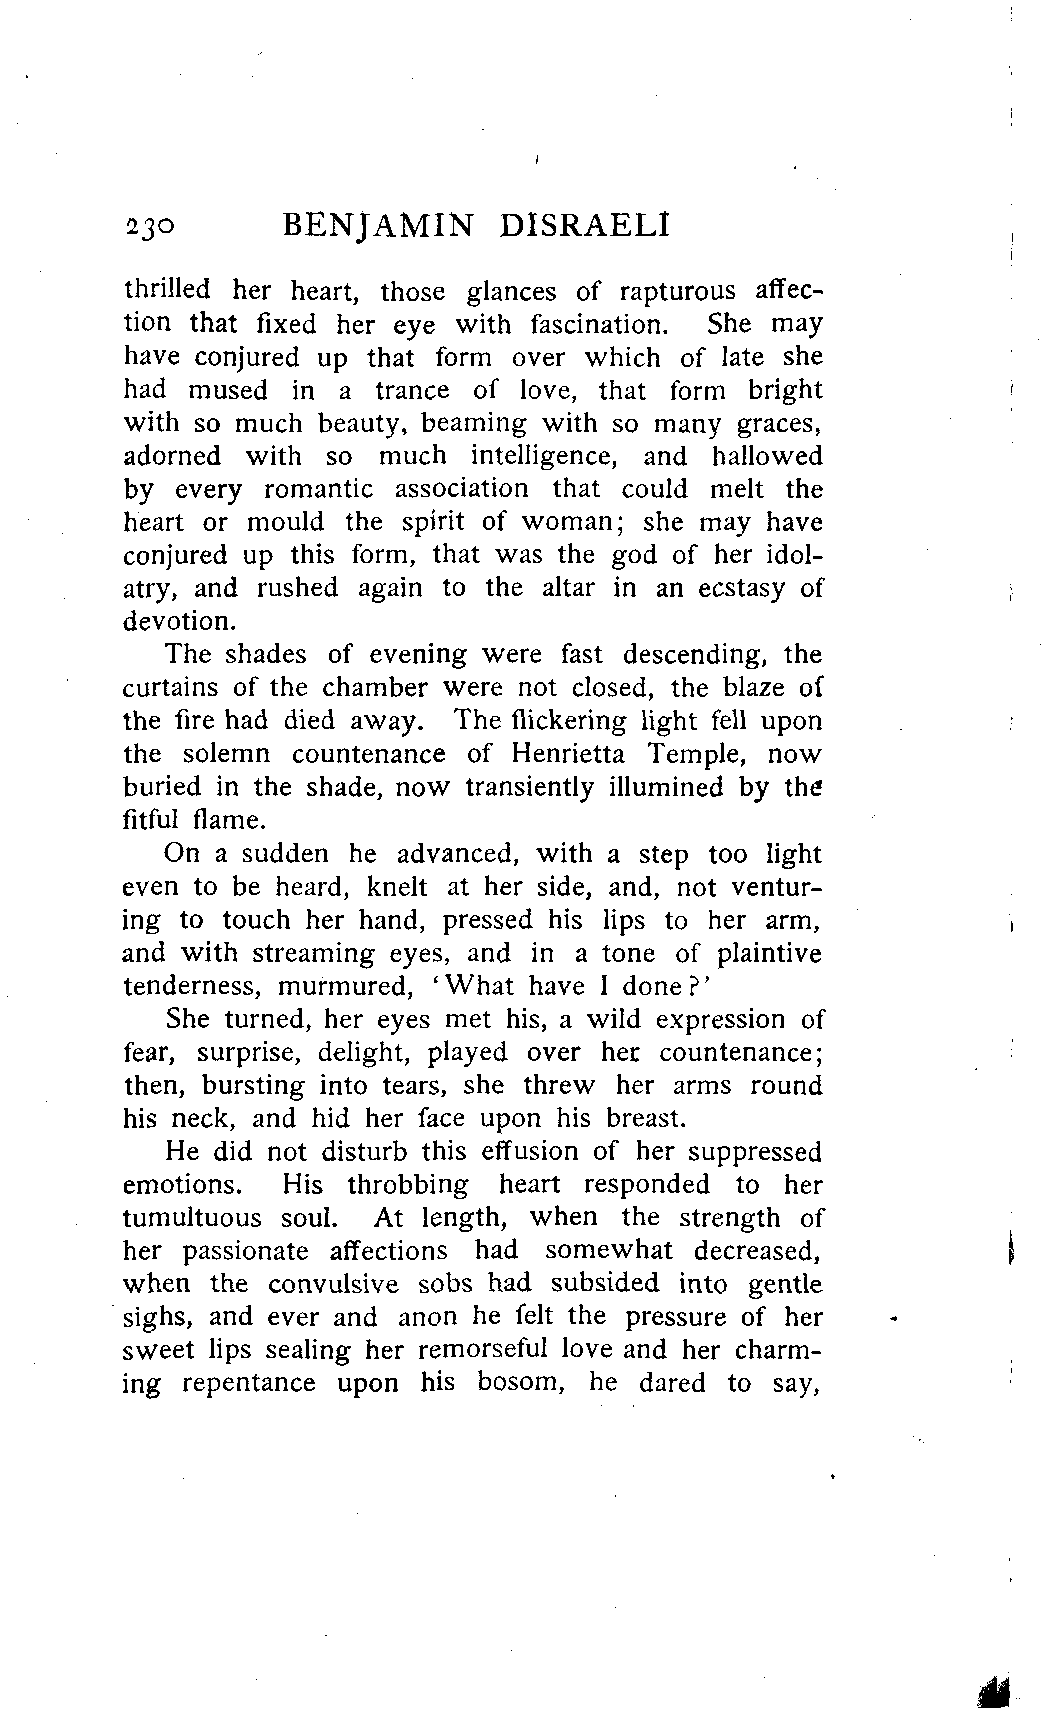 230 BENJAMIN DISRAELI
thrilled her heart, those glances of rapturous affec-
tion that fixed her eye with fascination. She may
have conjured up that form over which of late she
had mused in a trance of love, that form bright
with so much beauty, beaming with so many graces,
adorned with so much intelligence, and hallowed
by every romantic association that could melt the
heart or mould the spirit of woman; she may have
conjured up this form, that was the god of her idol-
atry, and rushed again to the altar in an ecstasy of
devotion.
The shades of evening were fast descending, the
curtains of the chamber were not closed, the blaze of
the fire had died away. The flickering light fell upon
the solemn countenance of Henrietta Temple, now
buried in the shade, now transiently illumined by the
fitful flame.
On a sudden he advanced, with a step too light
even to be heard, knelt at her side, and, not ventur-
ing to touch her hand, pressed his lips to her arm,
and with streaming eyes, and in a tone of plaintive
tenderness, murmured, ‘What have I done?’
She turned, her eyes met his, a wild expression of
fear, surprise, delight, played over her countenance;
then, bursting into tears, she threw her arms round
his neck, and hid her face upon his breast.
He did not disturb this effusion of her suppressed
emotions. His throbbing heart responded to her
tumultuous soul. At length, when the strength of
her passionate affections had somewhat decreased,
when the convulsive sobs had subsided into gentle
sighs, and ever and anon he felt the pressure of her
sweet lips sealing her remorseful love and her charm-
ing repentance upon his bosom, he dared to say,